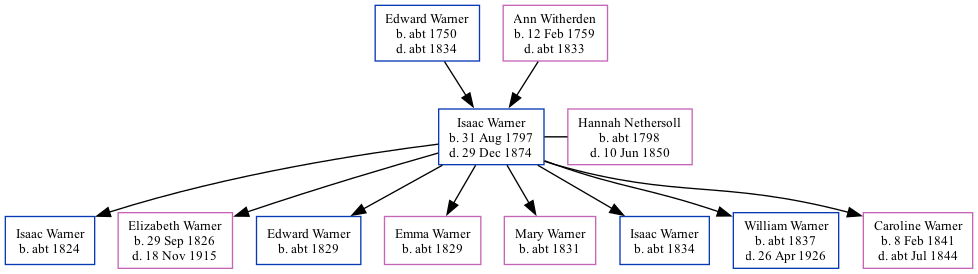 Edward Warner
b. abt 1750
d. abt 1834
Ann Witherden
b. 12 Feb 1759
d. abt 1833
Isaac Warner
b. 31 Aug 1797
d. 29 Dec 1874
Hannah Nethersoll
b. abt 1798
d. 10 Jun 1850
Isaac Warner
b. abt 1824
Elizabeth Warner
b. 29 Sep 1826
d. 18 Nov 1915
Edward Warner
b. abt 1829
Emma Warner
b. abt 1829
Mary Warner
b. abt 1831
Isaac Warner
b. abt 1834
William Warner
b. abt 1837
d. 26 Apr 1926
Caroline Warner
b. 8 Feb 1841
d. abt Jul 1844